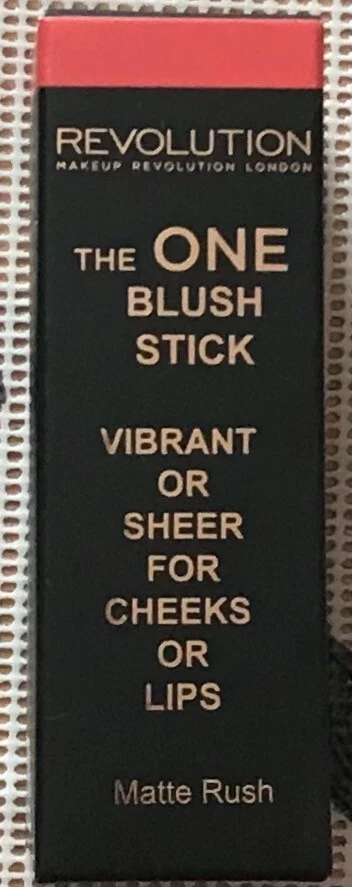 REVOLUTION
MAKEUP REVOLUTION LONDON
THE ONE
BLUSH
STICK
VIBRANT
OR
SHEER
FOR
CHEEKS
OR
LIPS
Matte Rush